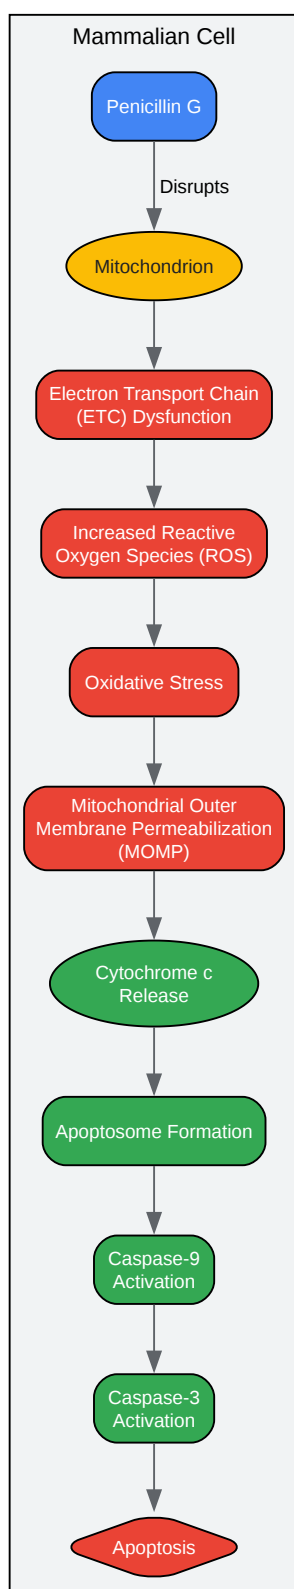 Mammalian Cell
Penicillin G
Disrupts
Mitochondrion
Electron Transport Chain
(ETC) Dysfunction
Increased Reactive
Oxygen Species (ROS)
Oxidative Stress
Mitochondrial Outer
Membrane Permeabilization
(MOMP)
Cytochrome c
Release
Apoptosome Formation
Caspase-9
Activation
Caspase-3
Activation
Apoptosis